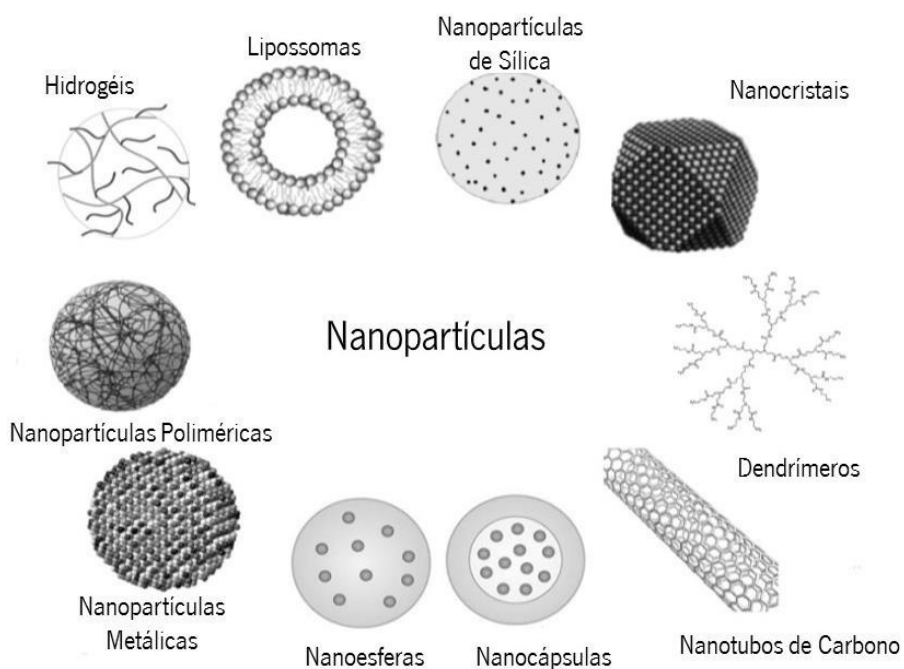 Nanopartículas
de Sílica
Lipossomas
Hidrogéis
Nanocristais
Nanopartículas
Nanopartículas Poliméricas
Dendrímeros
Nanopartículas
Metálicas
Nanoesferas
Nanocápsulas
Nanotubos de Carbono